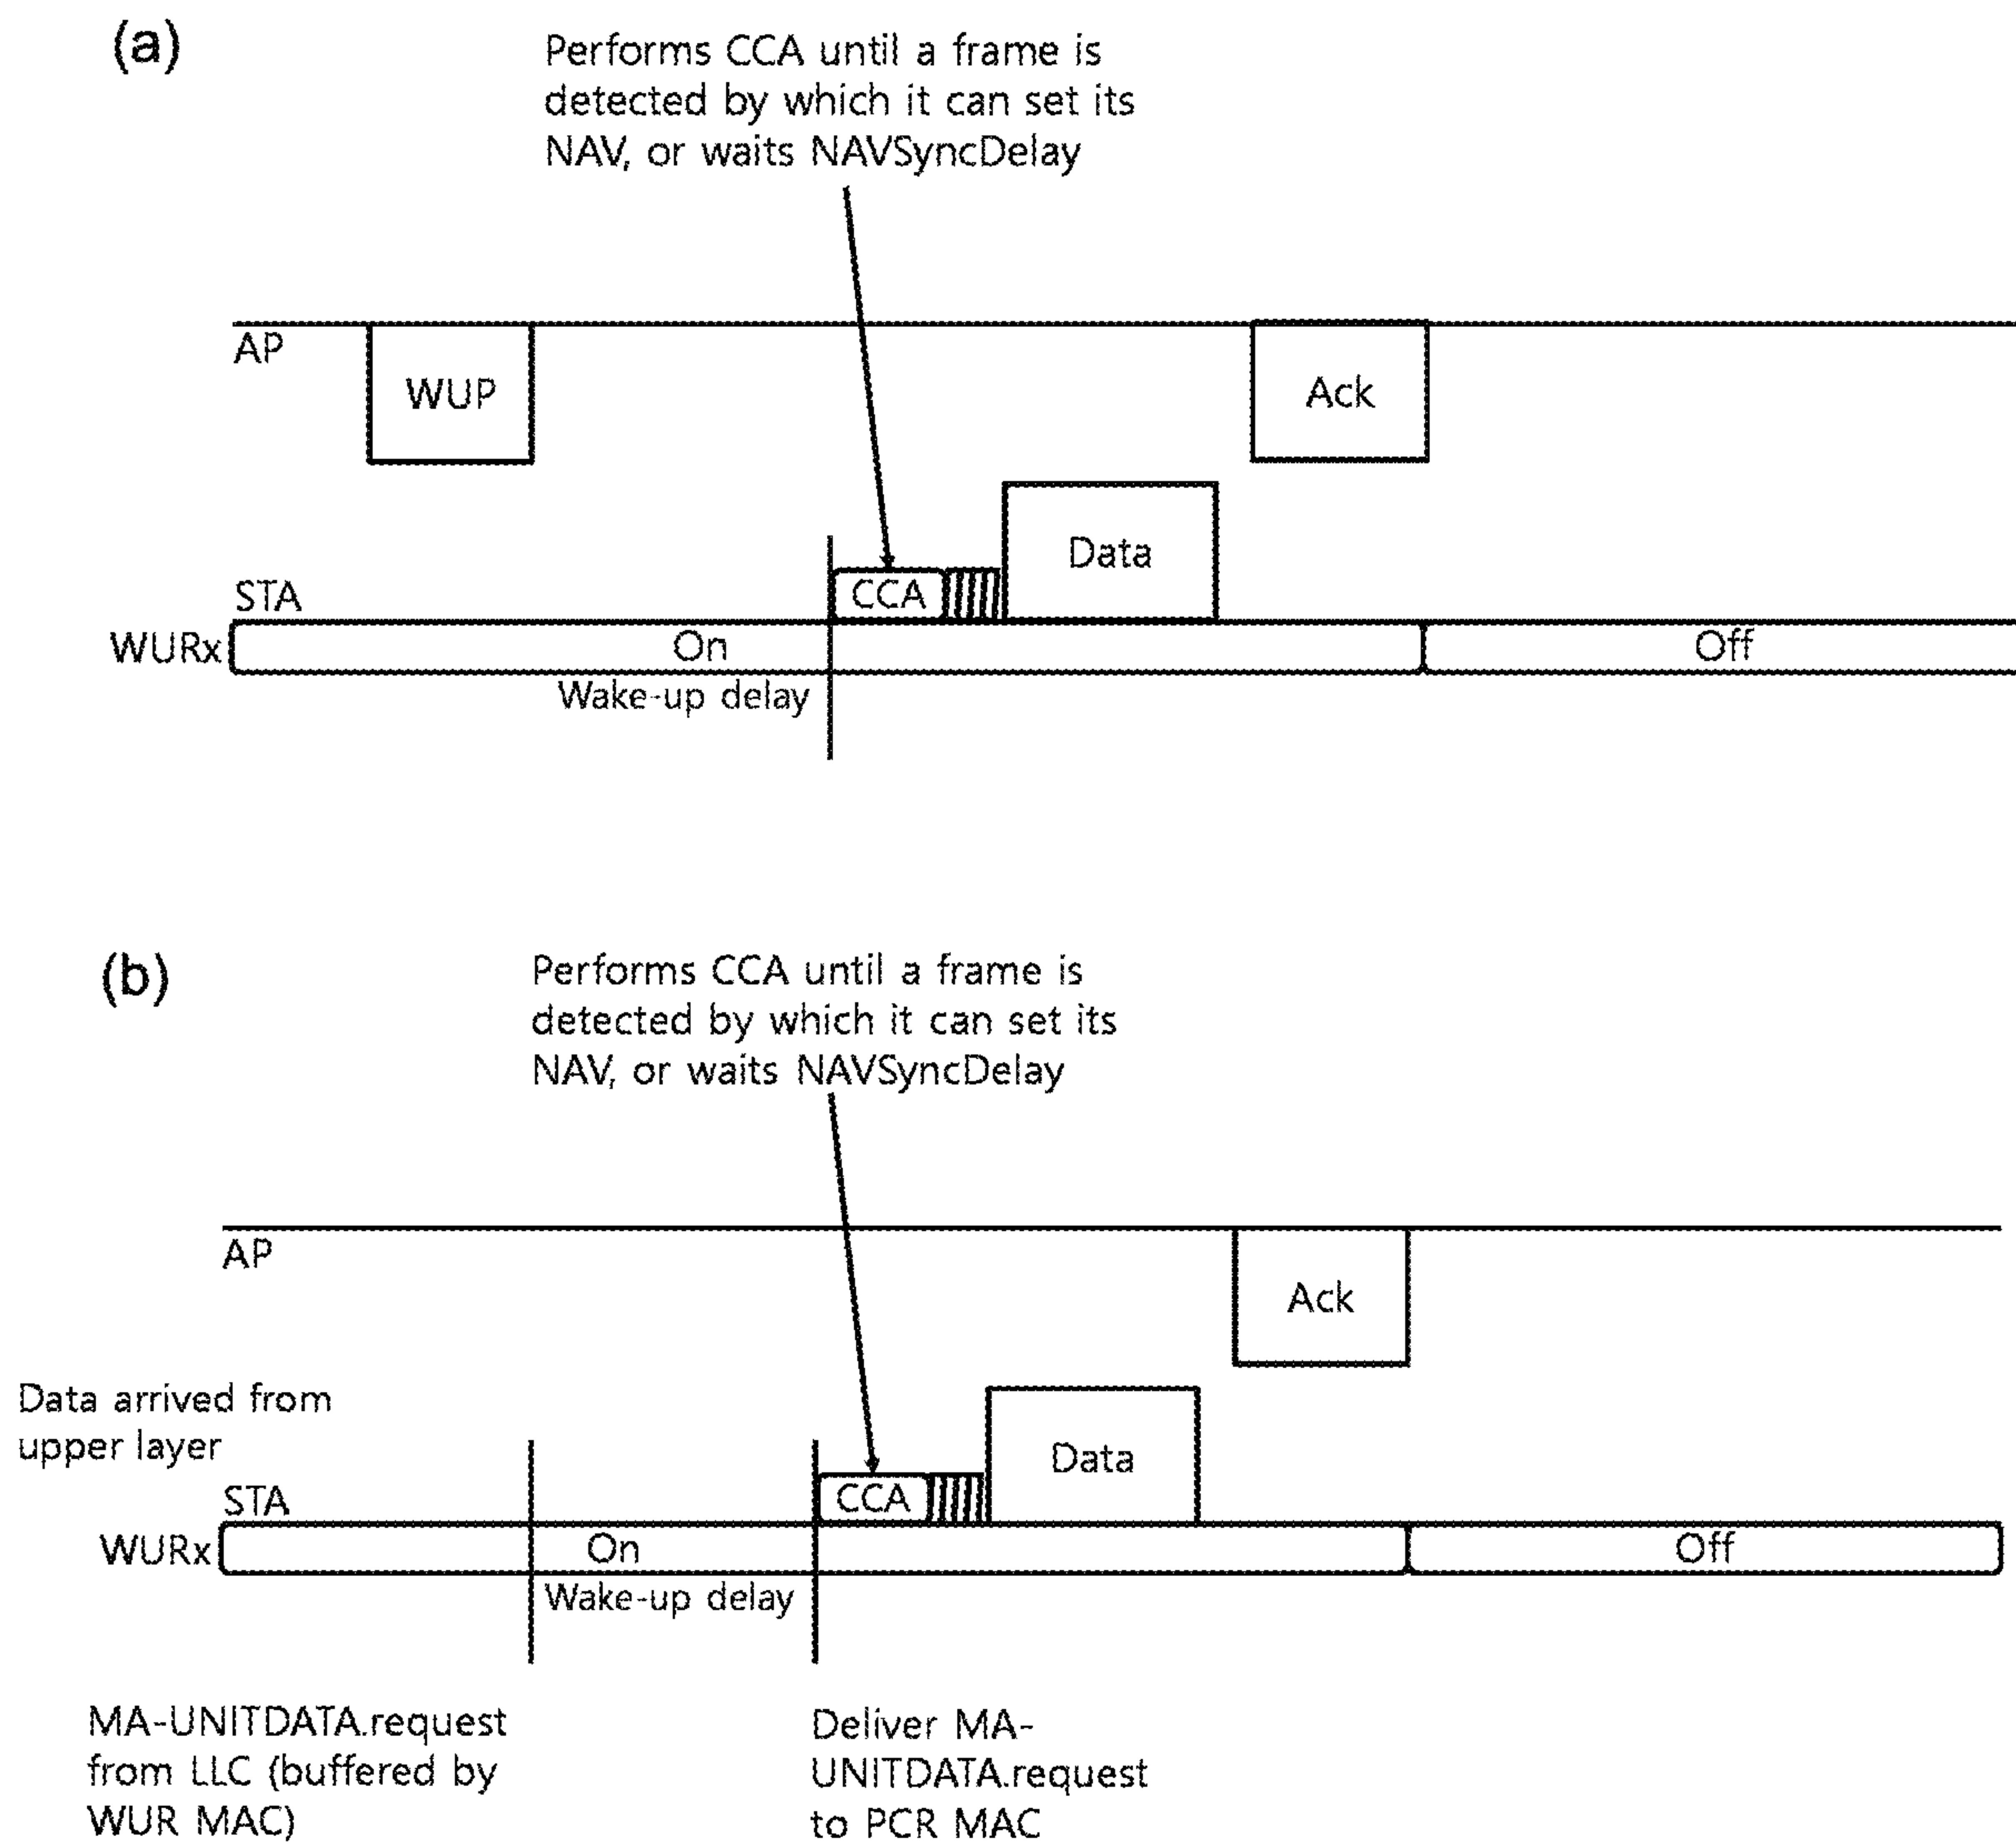 (a)
Performs CCA until a frame is
detected by which it can set its
NAV, or waits NAVSyncDelay
AP
WUP
Ack
Data
STA
CCA
WURx
On
Off
Wake-up delay
(b)
Performs CCA until a frame is
detected by which it can set its
NAV, or waits NAVSyncDelay
AP
Ack
Data arrived from
upper layer
Data
STA
CCA
WURx
On
Off
Wake-up delay
MA-UNITDATA.request
from LLC (buffered by
WUR MAC)
Deliver MA-
UNITDATA.request
to PCR MAC